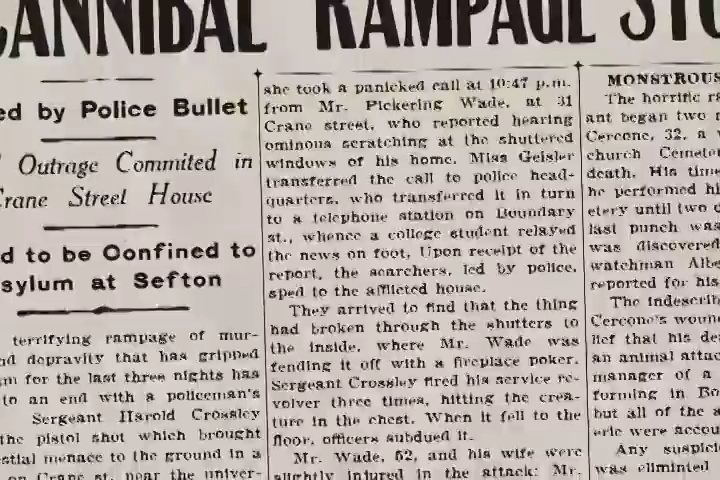 CANNIBAL RAMPAGE STO
ed by Police Bullet
Outrage Commited in
Crane Street House
d to be Confined to
sylum at Sefton
terrifying rampage of mur-
nd depravity that has gripped
m for the last three nights has
to an end with a policeman's
Sergeant Harold Crossley
the pistol shot which brought
stial menace to the ground in a
on Crane st. near the univer-
she took a panicked call at 10:47 p.m.
from Mr. Pickering Wade, at 31
Crane street, who reported hearing
ominous scratching at the shuttered
windows of his home. Miss Geisler
transferred the call to police head-
quarters, who transferred it in turn
to a telephone station on Boundary
st., whence a college student relayed
the news on foot. Upon receipt of the
report, the searchers, led by police,
sped to the afflicted house.
They arrived to find that the thing
had broken through the shutters to
the inside, where Mr. Wade was
fending it off with a fireplace poker.
Sergeant Crossley fired his service re-
volver three times, hitting the crea-
ture in the chest. When it fell to the
floor, officers subdued it.
Mr. Wade, 62, and his wife were
slightly injured in the attack; Mr.
MONSTROUS
The horrific ra
ant began two n
Cercone, 32, a w
church Cemeter
death. His time
he performed hi
etery until two o
last punch was
was discovered
watchman Albe
reported for his
The indescrib
Cercone's woun
lief that his de
an animal attac
manager of a
forming in Bo
but all of the a
erie were accou
Any suspici
was eliminted